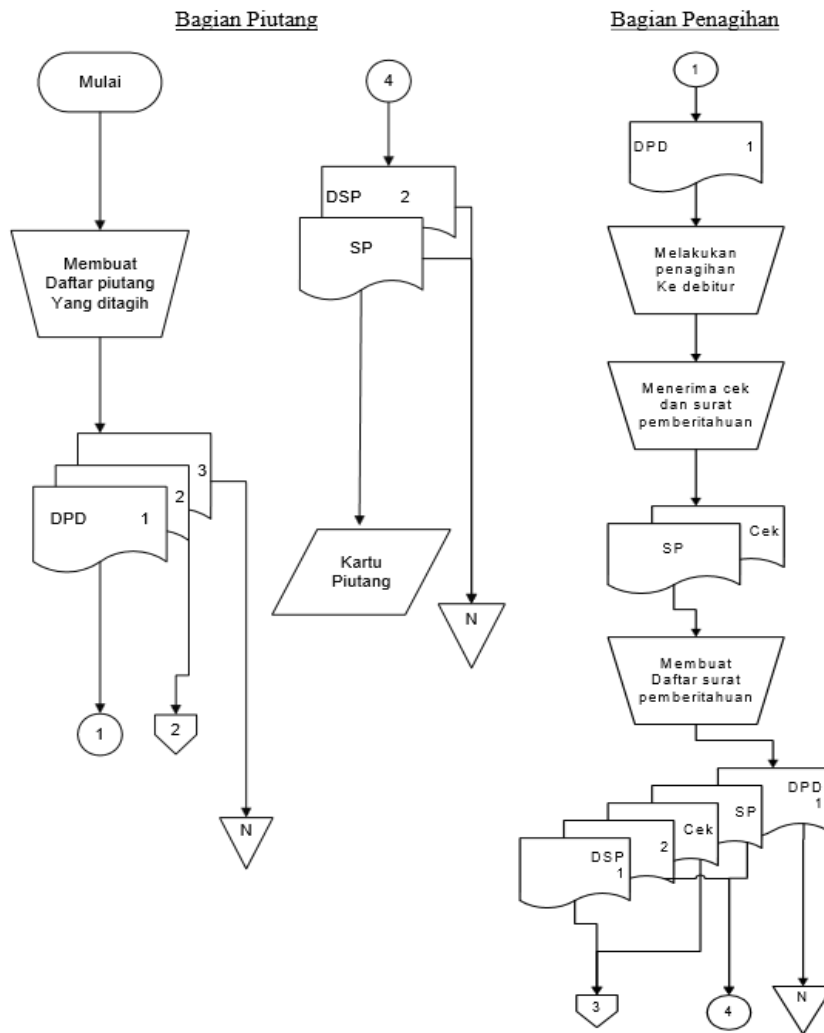 Bagian Piutang
Mulai
Membuat
Daftar piutang
Yang ditagih
3
2
DPD 1
1
2
N
4
DSP 2
SP
Kartu
Piutang
N
Bagian Penagihan
1
DPD 1
Melakukan
penagihan
Ke debitur
Menerima cek
dan surat
pemberitahuan
Cek
SP
Membuat
Daftar surat
pemberitahuan
DPD
1
SP
Cek
2
DSP
1
3
4
N